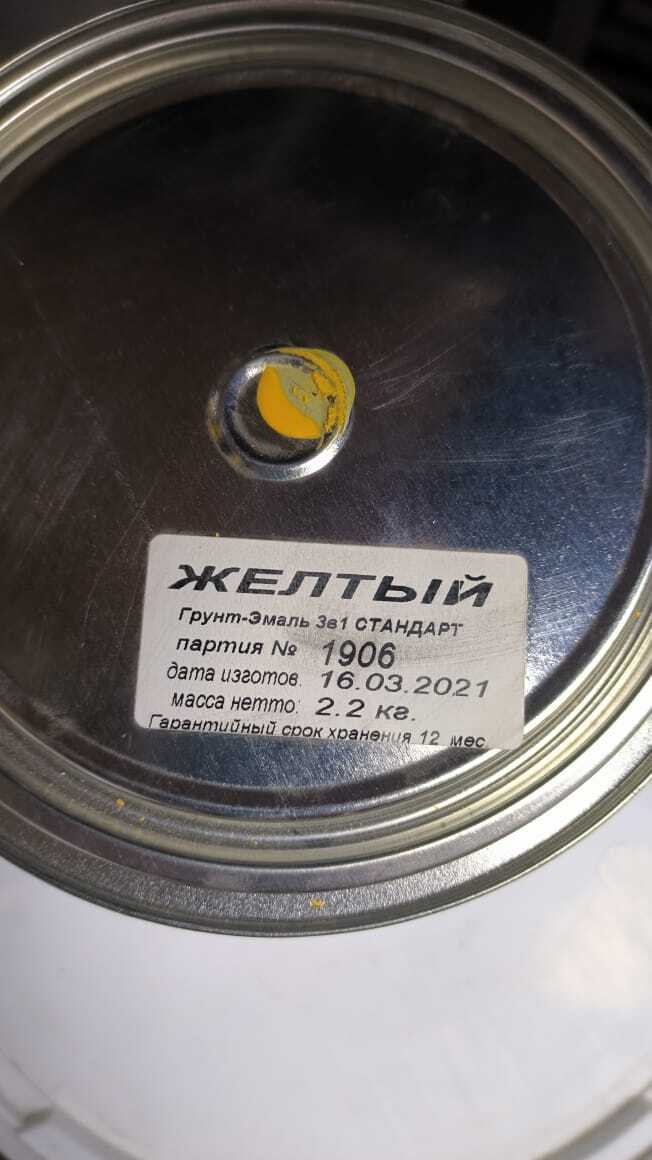 ЖЕЛТЫЙ
Грунт-Эмаль 3в1 СТАНДАРТ
партия № 1906
дата изготов. 16.03.2021
масса нетто: 2.2 кг.
Гарантийный срок хранения 12 мес